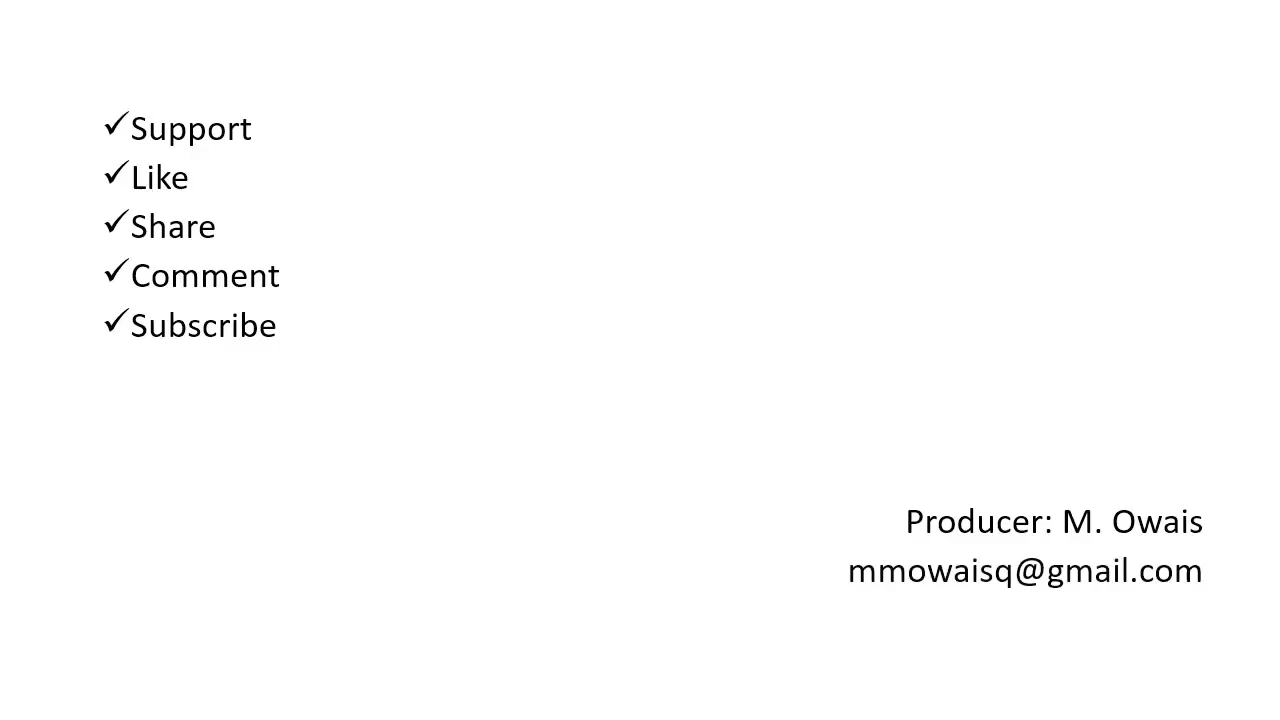 ✓Support
✓Like
✓Share
✓Comment
✓Subscribe
Producer: M. Owais
mmowaisq@gmail.com